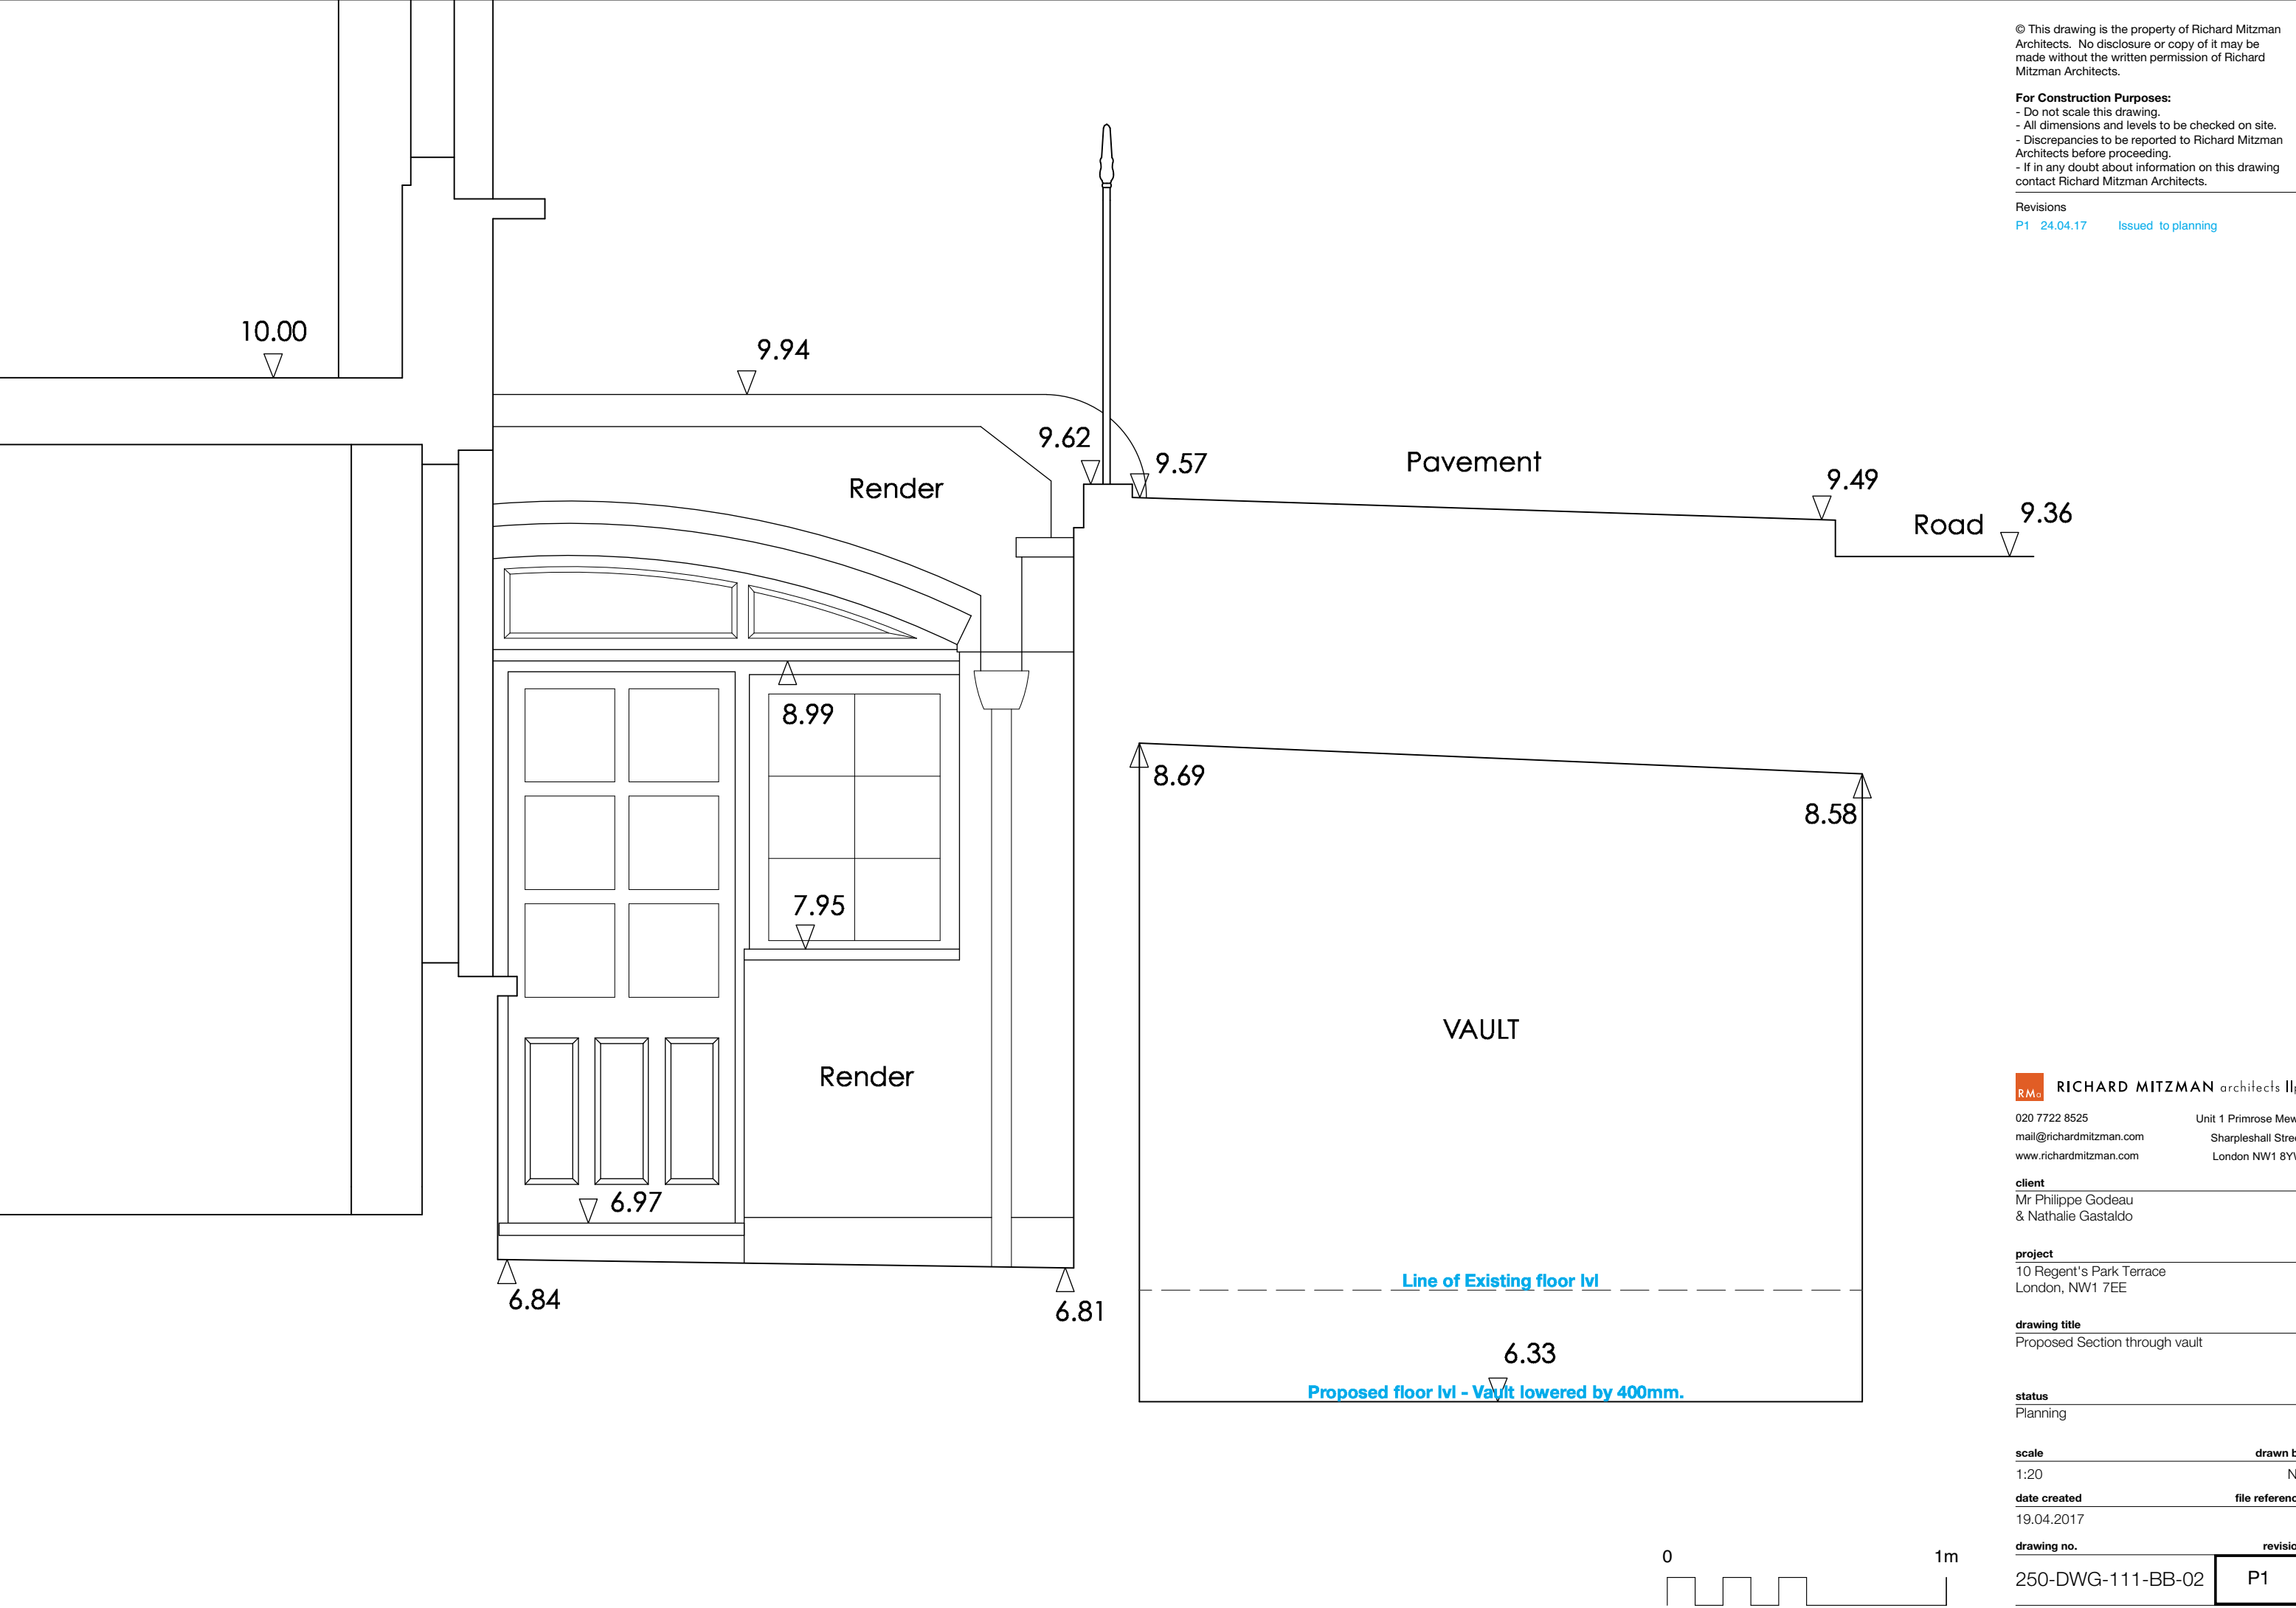 © This drawing is the property of Richard Mitzman
Architects. No disclosure or copy of it may be
made without the written permission of Richard
Mitzman Architects.
For Construction Purposes:
- Do not scale this drawing.
- All dimensions and levels to be checked on site.
- Discrepancies to be reported to Richard Mitzman
Architects before proceeding.
- If in any doubt about information on this drawing
contact Richard Mitzman Architects.
Revisions
P1 24.04.17 Issued to planning
10.00
9.94
9.62
9.57
Pavement
9.49
Road
9.36
Render
8.99
8.69
8.58
7.95
VAULT
Render
6.97
6.84
6.81
Line of Existing floor lvl
6.33
Proposed floor lvl - Vault lowered by 400mm.
0
1m
RMa
RICHARD MITZMAN architects
020 7722 8525
Unit 1 Primrose
mail@richardmitzman.com
Sharpleshall
www.richardmitzman.com
London NW1
client
Mr Philippe Godeau
& Nathalie Gastaldo
project
10 Regent's Park Terrace
London, NW1 7EE
drawing title
Proposed Section through vault
status
Planning
scale
drawn
1:20
date created
file
19.04.2017
drawing no.
250-DWG-111-BB-02
P1